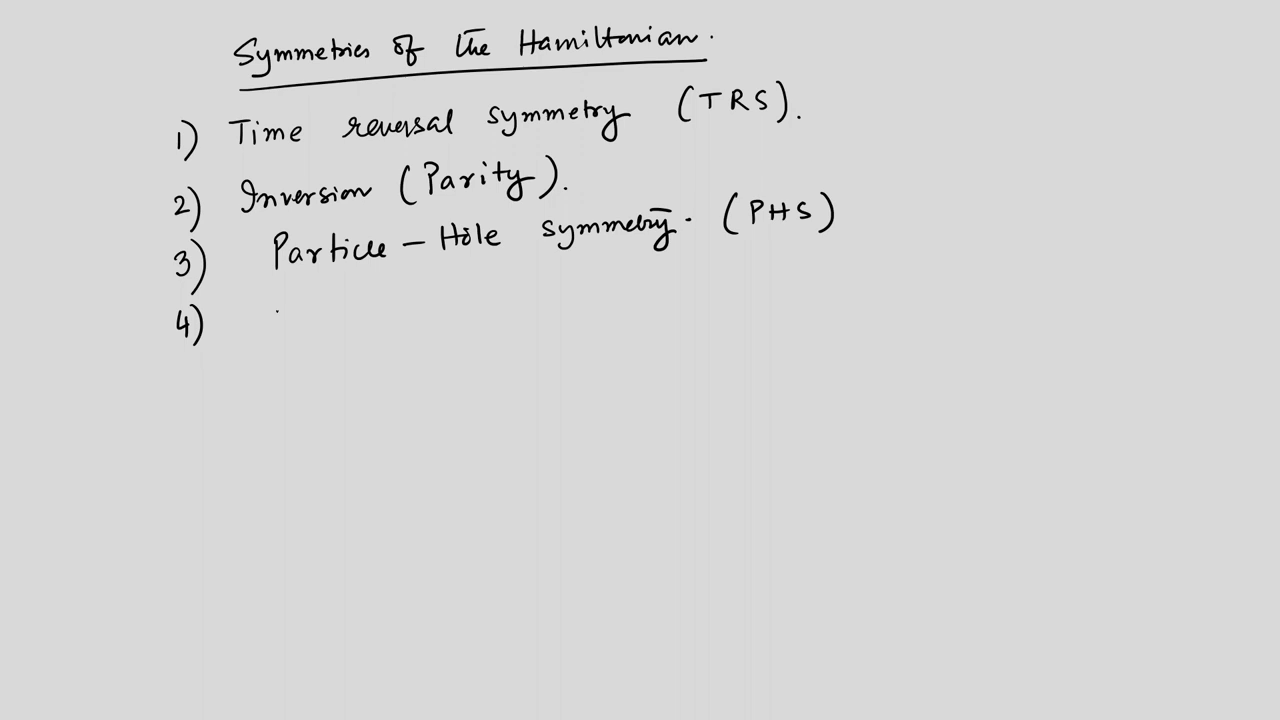 Symmetries of the Hamiltonian.
1) Time reversal symmetry (TRS).
2) Inversion (Parity).
3) Particle - Hole symmetry. (PHS)
4)